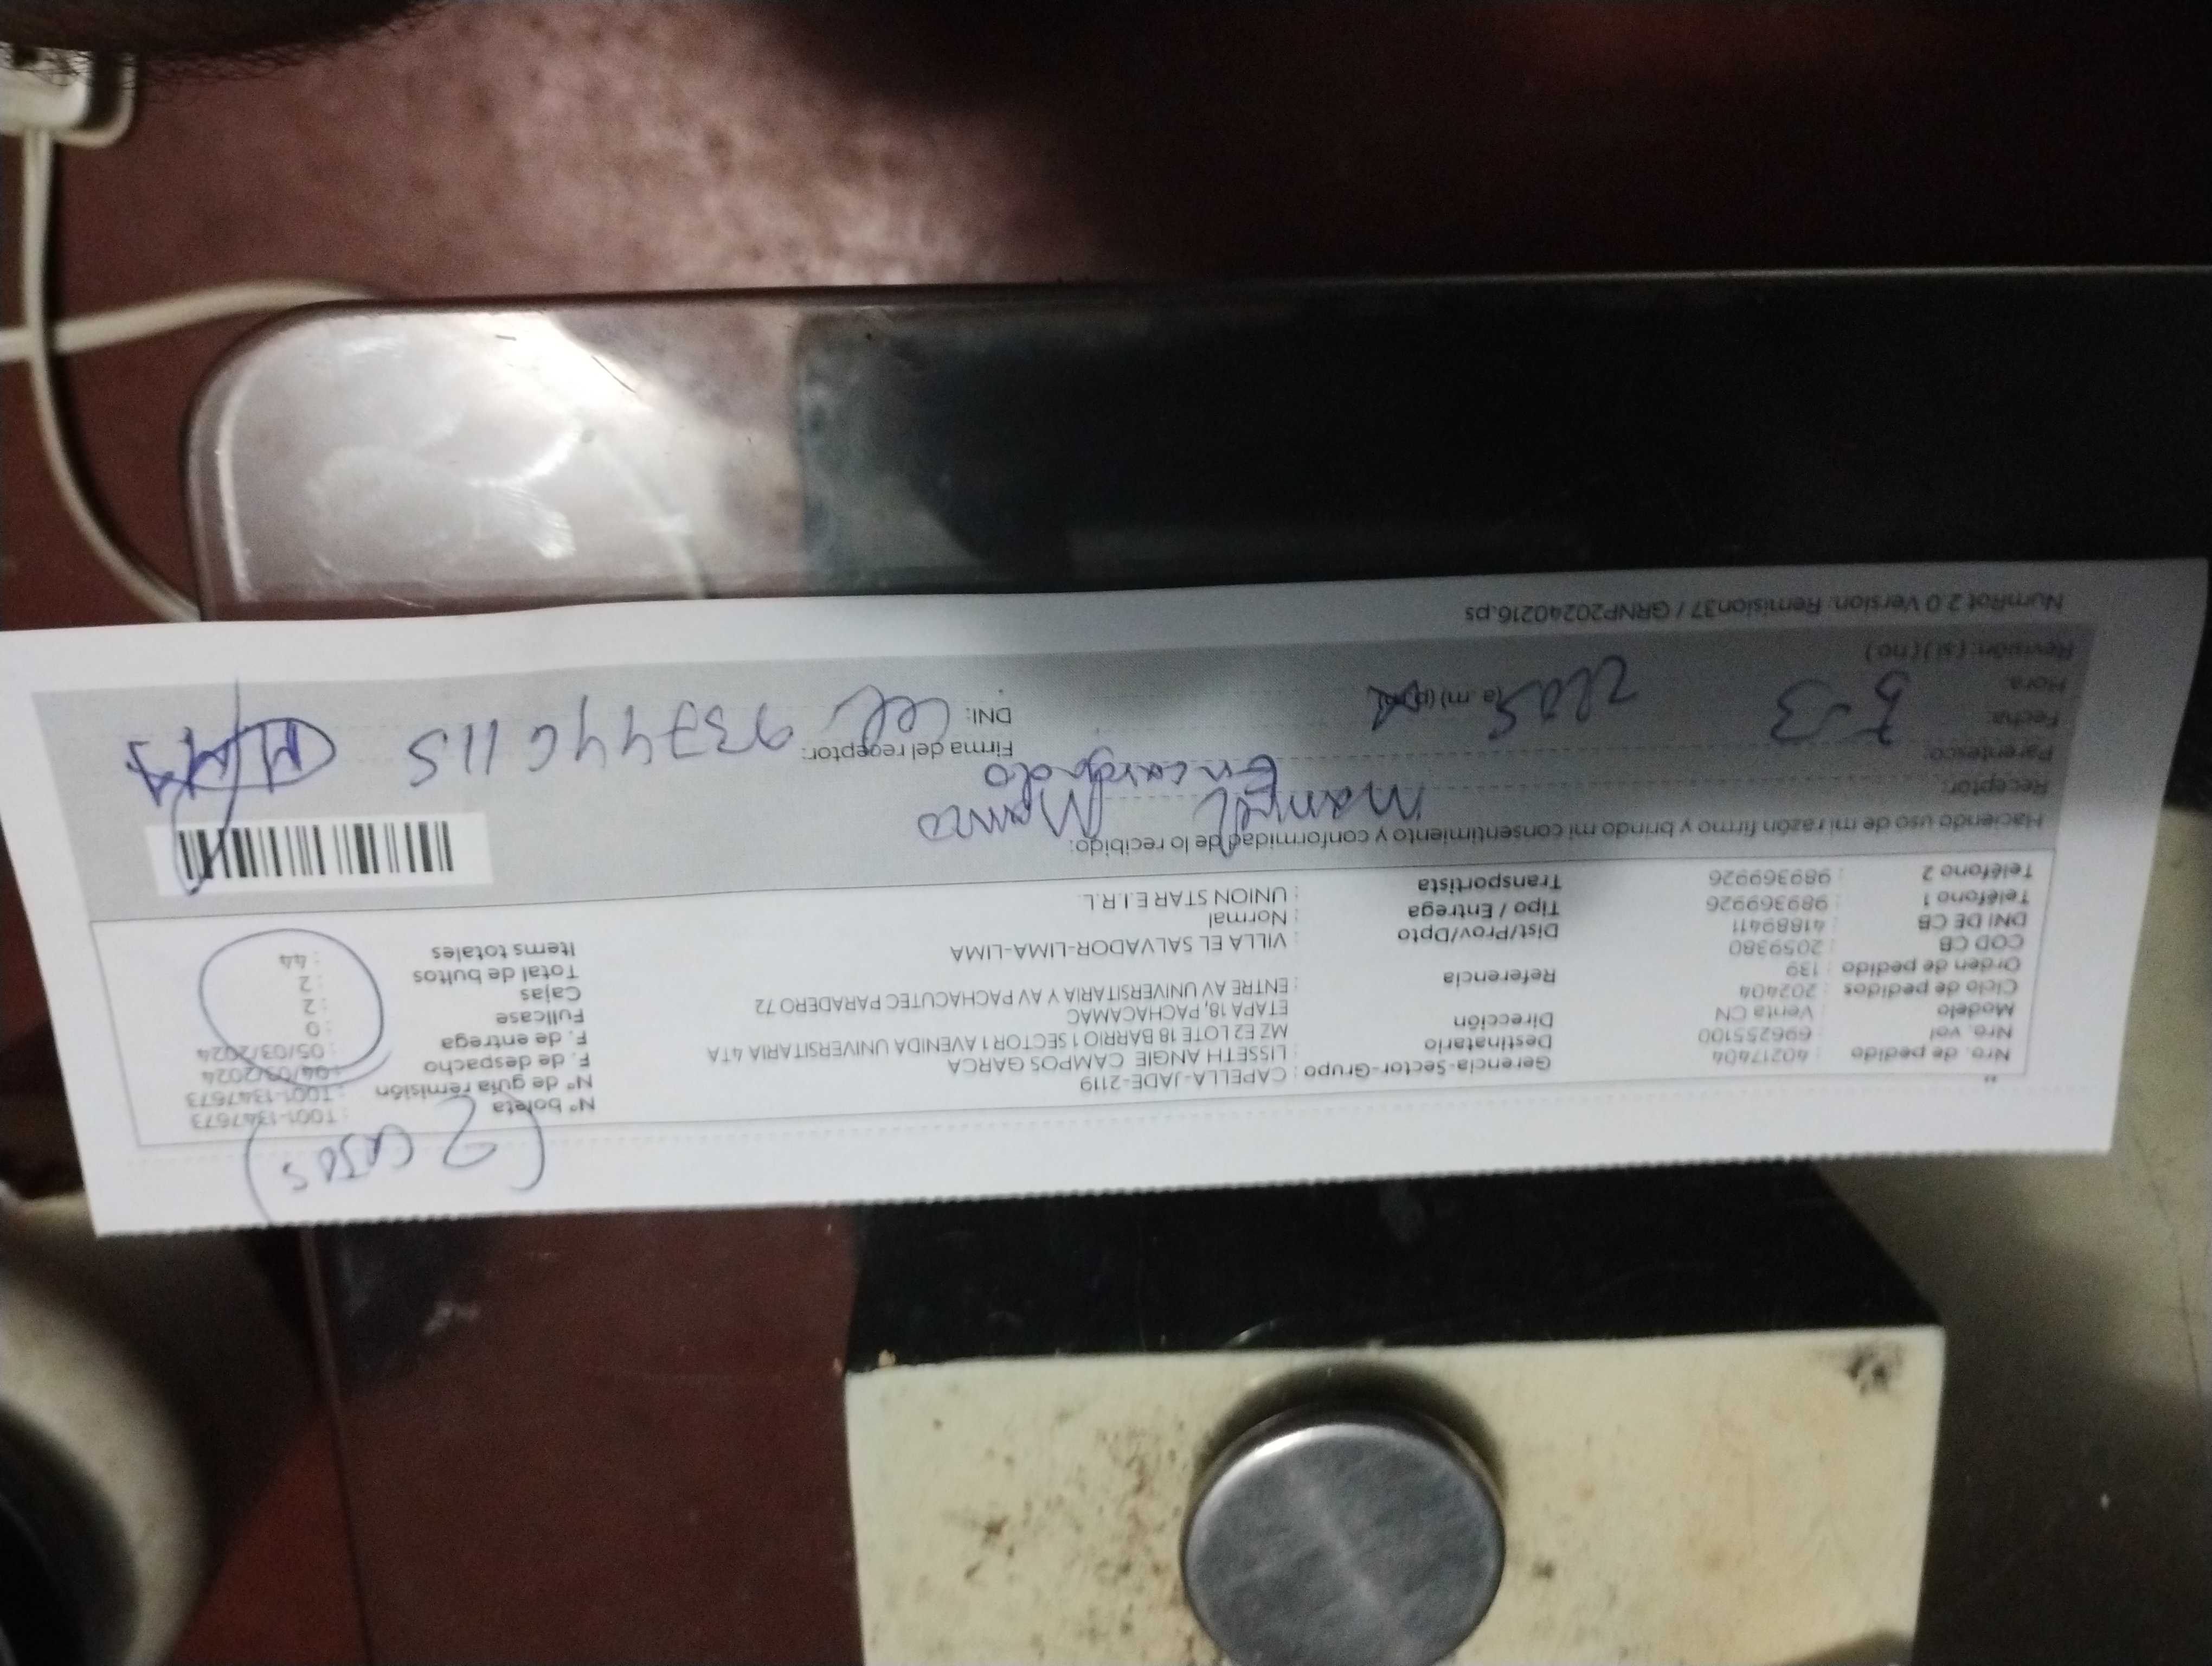 (2 cajas)
Nro. de pedido : 40217404
Nro. vol : 696255100
Modelo : Venta CN
Ciclo de pedidos : 202404
Orden de pedido : 139
COD CB : 2059380
DNI DE CB : 41889411
Teléfono 1 : 989369926
Teléfono 2 : 989369926
Gerencia-Sector-Grupo : CAPELLA-JADE-2119
Destinatario : LISSETH ANGIE CAMPOS GARCA
Dirección : MZ E2 LOTE 18 BARRIO 1 SECTOR 1 AVENIDA UNIVERSITARIA 4TA
ETAPA 18, PACHACAMAC
Referencia : ENTRE AV UNIVERSITARIA Y AV PACHACUTEC PARADERO 72
Dist/Prov/Dpto : VILLA EL SALVADOR-LIMA-LIMA
Tipo / Entrega : Normal
Transportista : UNION STAR E.I.R.L.
N° boleta : T001-1347673
N° de guía remisión : T001-1347673
F. de despacho : 04/03/2024
F. de entrega : 05/03/2024
Fullcase : 0
Cajas : 2
Total de bultos : 2
Items totales : 44
Haciendo uso de mi razón firmo y brindo mi consentimiento y conformidad de lo recibido:
Receptor: Manuel Manco
Parentesco: Encargado
Fecha: 5-3
Hora: (a. m)
Revisión: (si) (no)
Firma del receptor:
DNI: Cel
NumRot 2.0 Version: Remision37 / GRNP20240216.ps